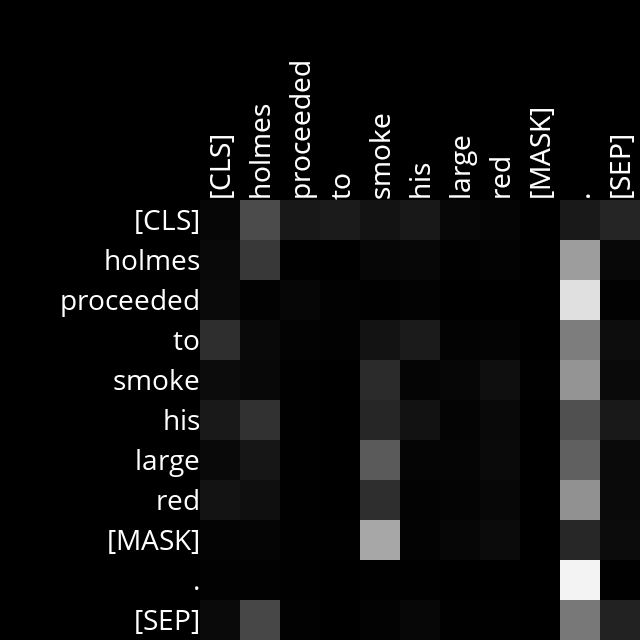 [CLS]
holmes
proceeded
to
smoke
his
large
red
[MASK]
.
[SEP]
[CLS]
holmes
proceeded
to
smoke
his
large
red
[MASK]
.
[SEP]